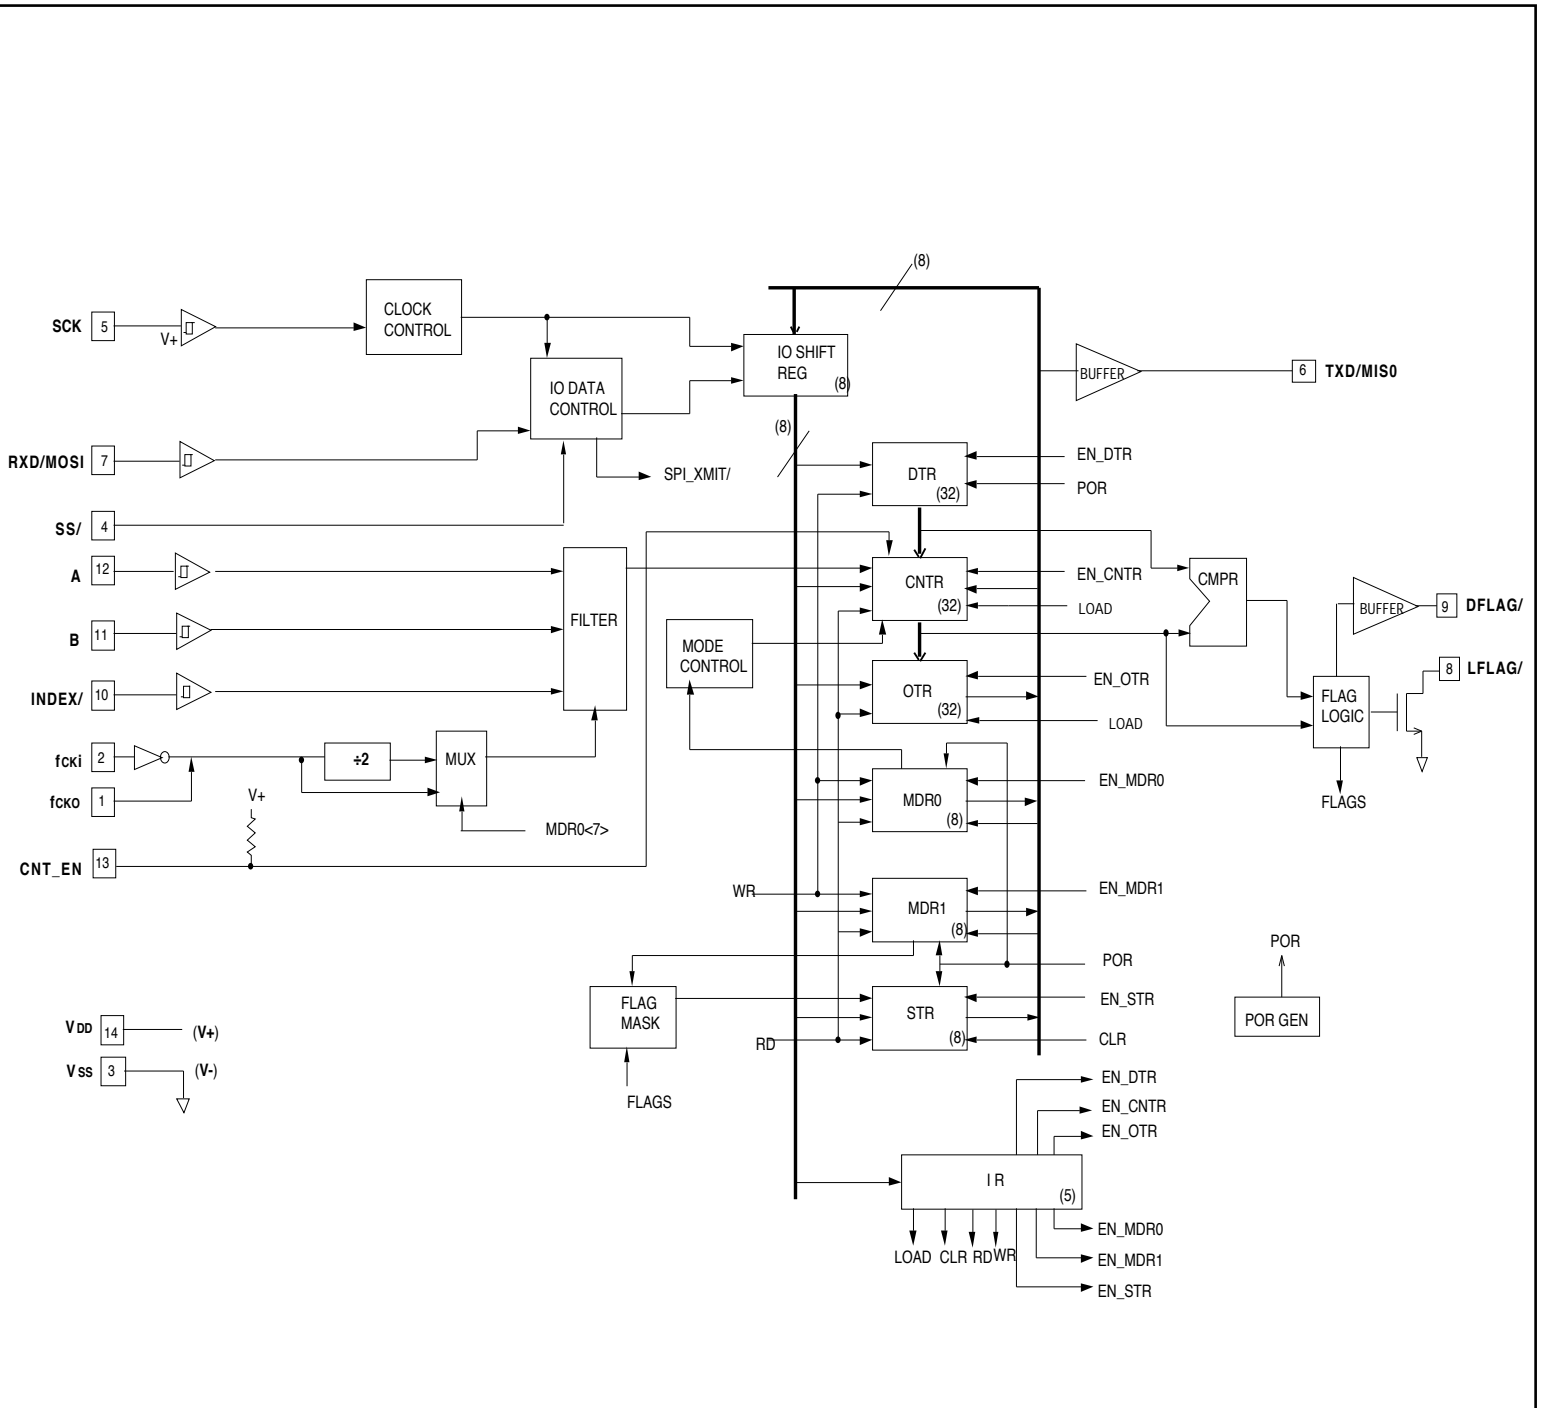 (8)
SCK 5
V+
CLOCK
CONTROL
IO SHIFT
REG
(8)
BUFFER
6 TXD/MIS0
IO DATA
CONTROL
(8)
RXD/MOSI 7
SPI_XMIT/
DTR
(32)
EN_DTR
POR
SS/ 4
A 12
B 11
INDEX/ 10
FILTER
CNTR
(32)
EN_CNTR
LOAD
CMPR
BUFFER
9 DFLAG/
MODE
CONTROL
OTR
(32)
EN_OTR
LOAD
FLAG
LOGIC
8 LFLAG/
FLAGS
fCKi 2
÷2
MUX
fCKO 1
V+
MDR0<7>
MDR0
(8)
EN_MDR0
CNT_EN 13
WR
MDR1
(8)
EN_MDR1
POR
POR
POR GEN
FLAG
MASK
FLAGS
STR
(8)
EN_STR
RD
CLR
VDD 14 (V+)
VSS 3 (V-)
EN_DTR
EN_CNTR
EN_OTR
I R
(5)
LOAD CLR RD WR
EN_MDR0
EN_MDR1
EN_STR